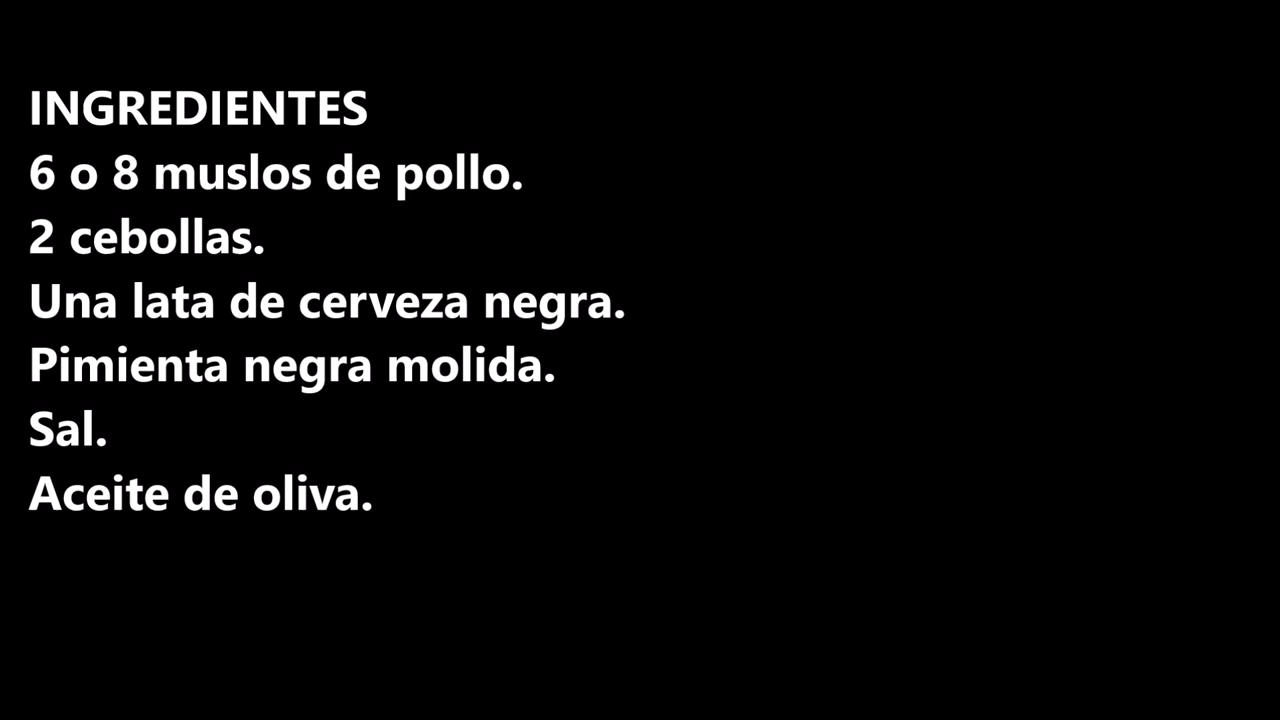 INGREDIENTES
6 o 8 muslos de pollo.
2 cebollas.
Una lata de cerveza negra.
Pimienta negra molida.
Sal.
Aceite de oliva.